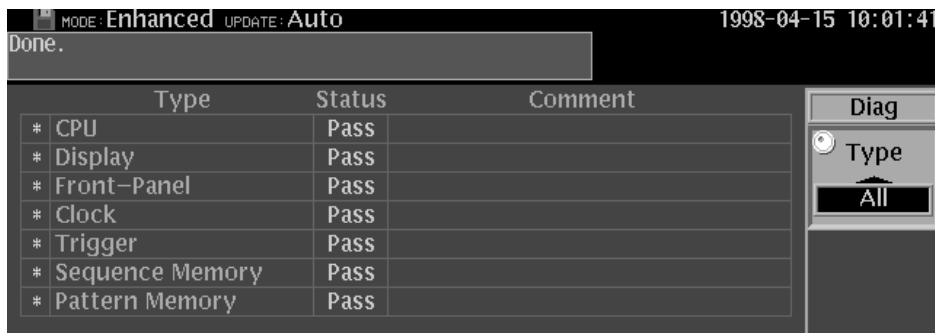 MODE: Enhanced UPDATE: Auto 1998-04-15 10:01:41
Done.
Type Status Comment
* CPU Pass
* Display Pass
* Front-Panel Pass
* Clock Pass
* Trigger Pass
* Sequence Memory Pass
* Pattern Memory Pass
Diag
Type
All